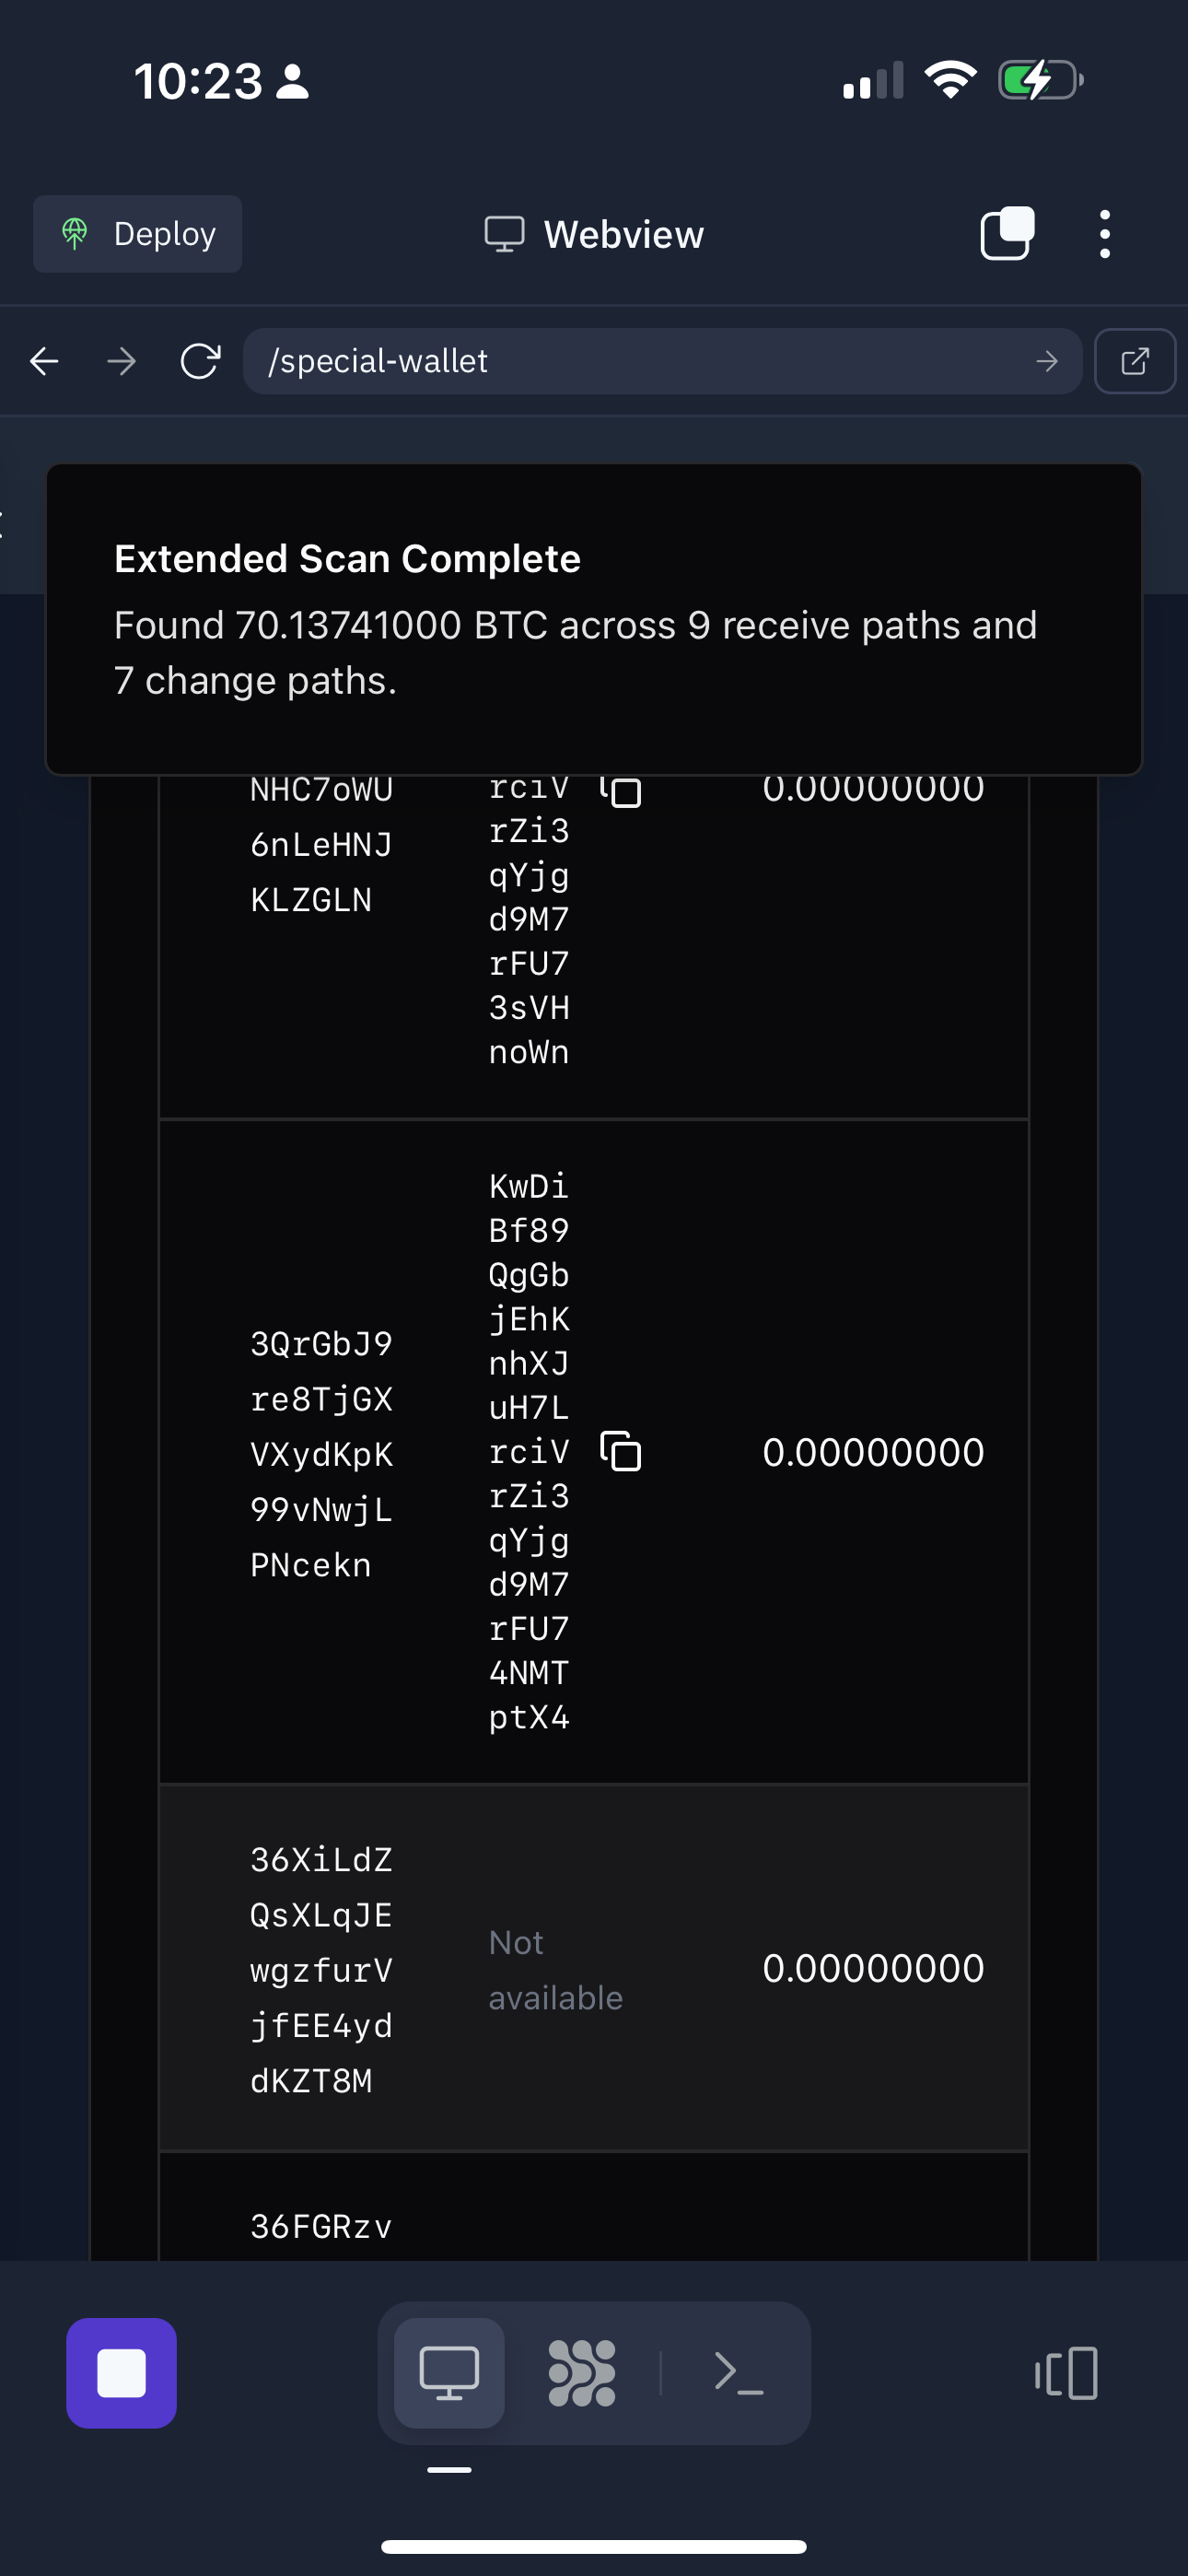 10:23
Deploy
Webview
/special-wallet
Extended Scan Complete
Found 70.13741000 BTC across 9 receive paths and
7 change paths.
NHC7oWU
6nLeHNJ
KLZGLN
rciV
rZi3
qYjg
d9M7
rFU7
3sVH
noWn
0.00000000
3QrGbJ9
re8TjGX
VXydKpK
99vNwjL
PNcekn
KwDi
Bf89
QgGb
jEhK
nhXJ
uH7L
rciV
rZi3
qYjg
d9M7
rFU7
4NMT
ptX4
0.00000000
36XiLdZ
QsXLqJE
wgzfurV
jfEE4yd
dKZT8M
Not
available
0.00000000
36FGRzv